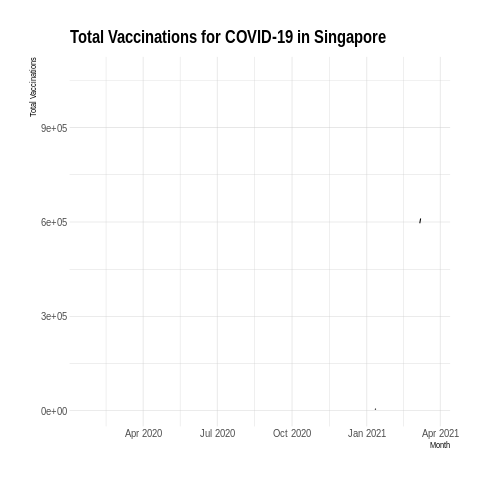 Total Vaccinations for COVID-19 in Singapore
Total Vaccinations
9e+05
6e+05
3e+05
0e+00
Apr 2020 Jul 2020 Oct 2020 Jan 2021 Apr 2021
Month